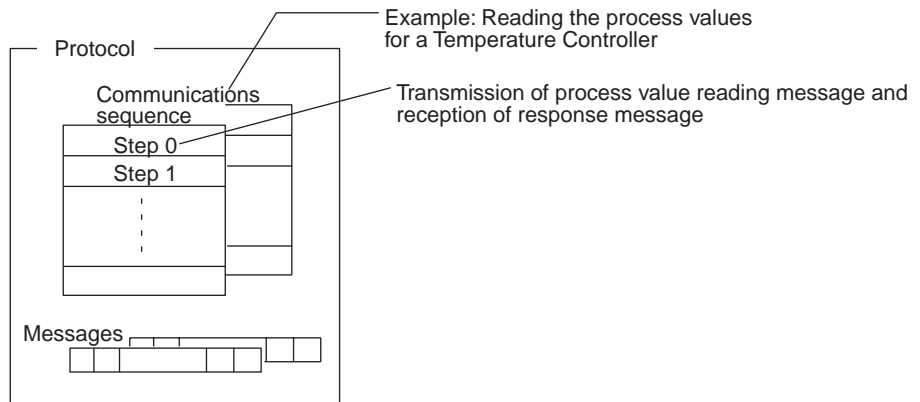 Example: Reading the process values
for a Temperature Controller
Protocol
Communications
sequence
Transmission of process value reading message and
reception of response message
Step 0
Step 1
Messages